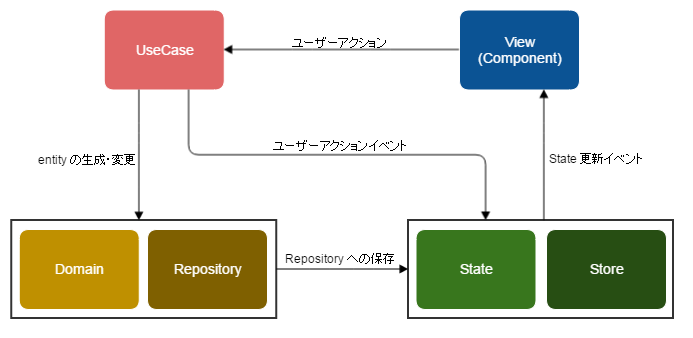 UseCase
ユーザーアクション
View
(Component)
entity の生成・変更
ユーザーアクションイベント
State 更新イベント
Domain
Repository
Repository への保存
State
Store